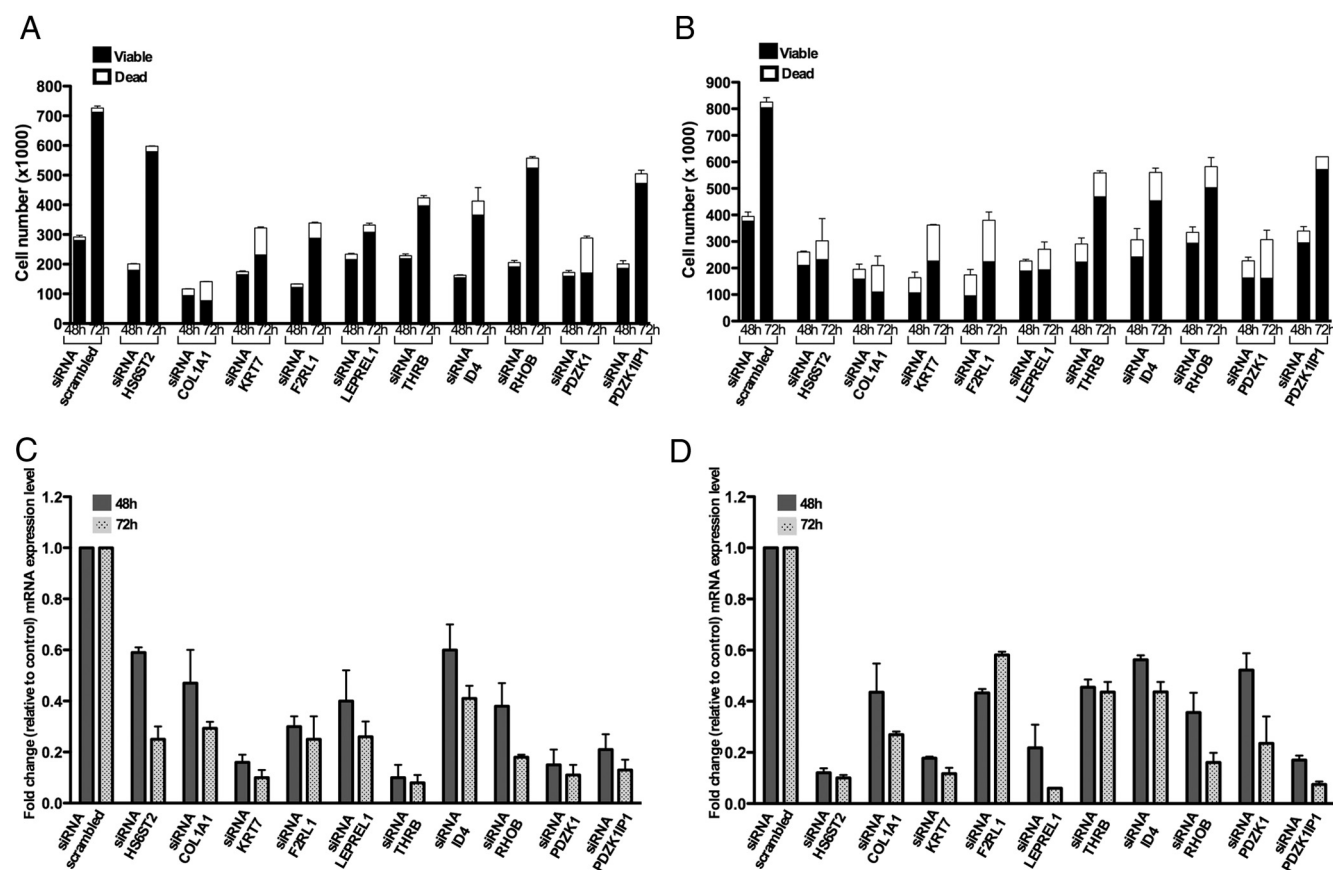 A
Viable
Dead
800
700
600
500
400
300
200
100
0
Cell number (x1000)
48h 72h 48h 72h 48h 72h 48h 72h 48h 72h 48h 72h 48h 72h 48h 72h 48h 72h 48h 72h 48h 72h
siRNA scrambled
siRNA HS6ST2
siRNA COL1A1
siRNA KRT7
siRNA F2RL1
siRNA LEPREL1
siRNA THRB
siRNA ID4
siRNA RHOB
siRNA PDZK1
siRNA PDZK1IP1
B
Viable
Dead
900
800
700
600
500
400
300
200
100
0
Cell number (x 1000)
48h 72h 48h 72h 48h 72h 48h 72h 48h 72h 48h 72h 48h 72h 48h 72h 48h 72h 48h 72h 48h 72h
siRNA scrambled
siRNA HS6ST2
siRNA COL1A1
siRNA KRT7
siRNA F2RL1
siRNA LEPREL1
siRNA THRB
siRNA ID4
siRNA RHOB
siRNA PDZK1
siRNA PDZK1IP1
C
48h
72h
1.2
1.0
0.8
0.6
0.4
0.2
0.0
Fold change (relative to control) mRNA expression level
siRNA scrambled
siRNA HS6ST2
siRNA COL1A1
siRNA KRT7
siRNA F2RL1
siRNA LEPREL1
siRNA THRB
siRNA ID4
siRNA RHOB
siRNA PDZK1
siRNA PDZK1IP1
D
48h
72h
1.2
1.0
0.8
0.6
0.4
0.2
0.0
Fold change (relative to control) mRNA expression level
siRNA scrambled
siRNA HS6ST2
siRNA COL1A1
siRNA KRT7
siRNA F2RL1
siRNA LEPREL1
siRNA THRB
siRNA ID4
siRNA RHOB
siRNA PDZK1
siRNA PDZK1IP1